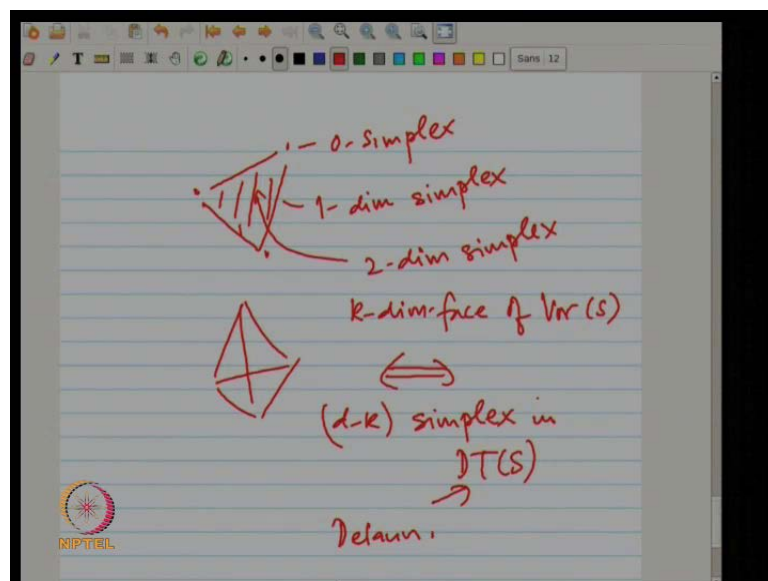 Sans 12
0-simplex
1-dim simplex
2-dim simplex
k-dim-face of Vor(S)
⟺
(d-k) simplex in
DT(S)
Delaun.
NPTEL